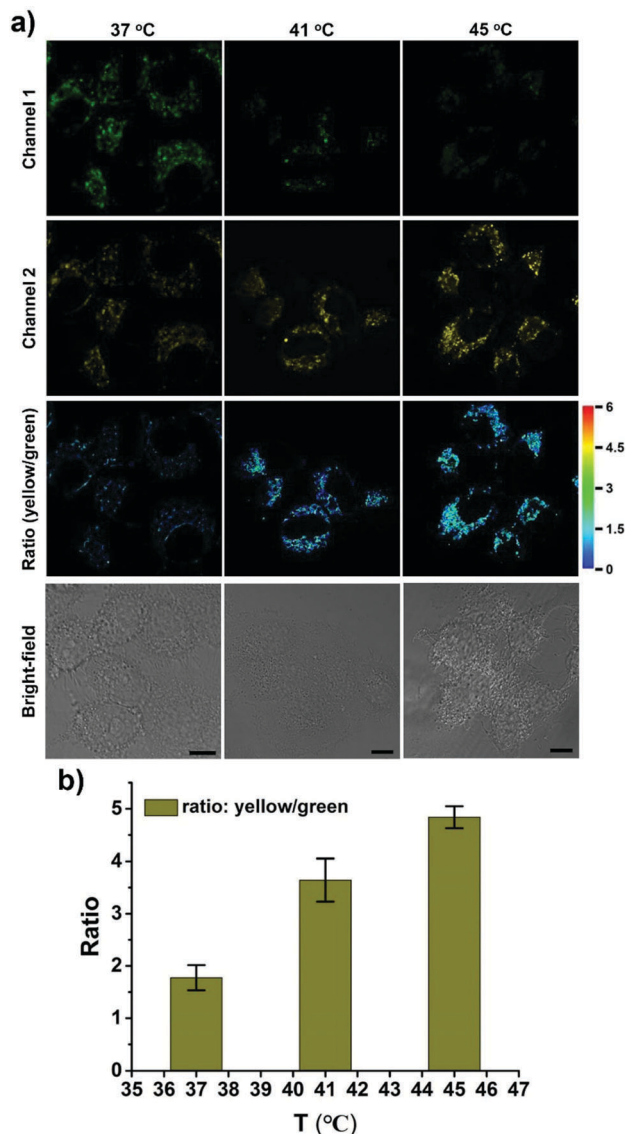 a)
37 °C 41 °C 45 °C
Channel 1
Channel 2
Ratio (yellow/green)
6
4.5
3
1.5
0
Bright-field
b)
ratio: yellow/green
Ratio
5
4
3
2
1
0
35 36 37 38 39 40 41 42 43 44 45 46 47
T (°C)